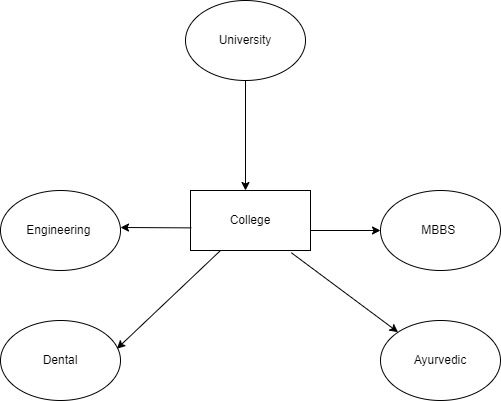 University
College
Engineering
MBBS
Dental
Ayurvedic